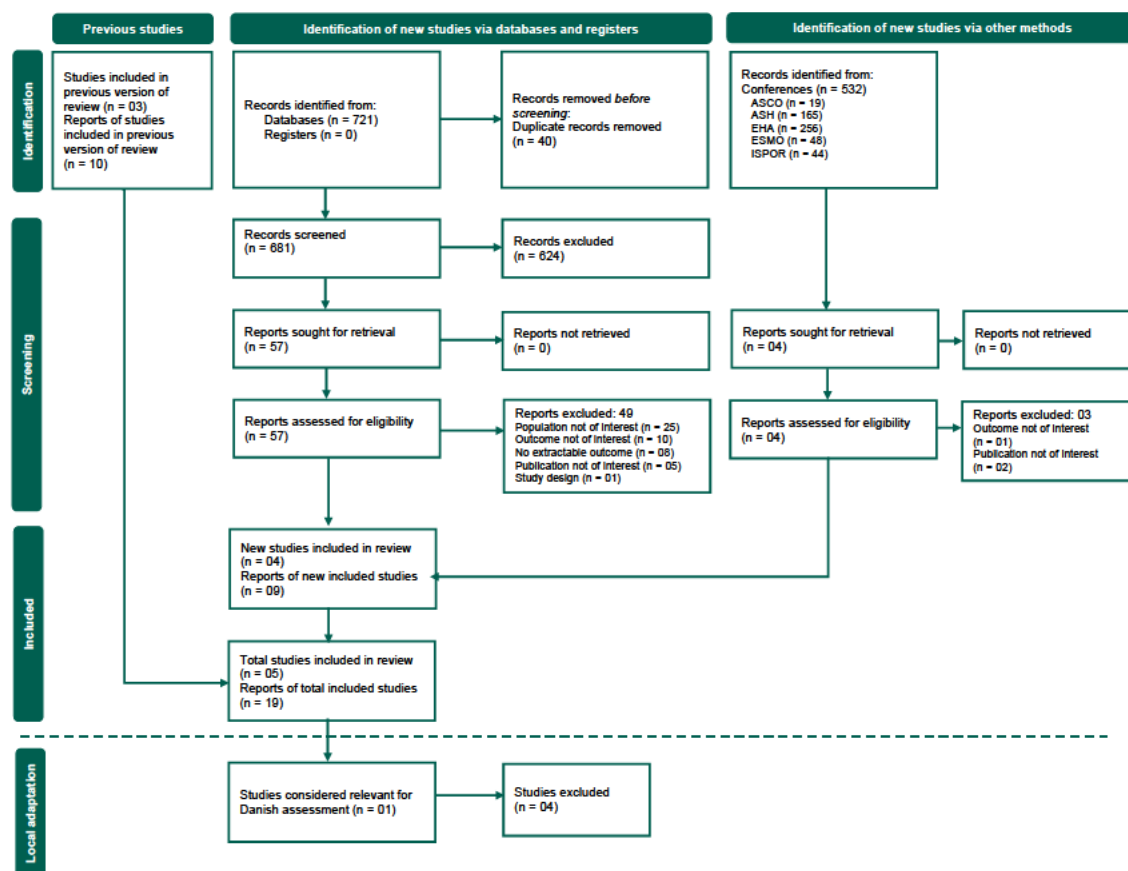 Previous studies
Identification of new studies via databases and registers
Identification of new studies via other methods
Identification
Studies included in
previous version of
review (n = 03)
Reports of studies
included in previous
version of review
(n = 10)
Records identified from:
Databases (n = 721)
Registers (n = 0)
Records removed before
screening:
Duplicate records removed
(n = 40)
Records identified from:
Conferences (n = 532)
ASCO (n = 19)
ASH (n = 165)
EHA (n = 256)
ESMO (n = 48)
ISPOR (n = 44)
Screening
Records screened
(n = 681)
Records excluded
(n = 624)
Reports sought for retrieval
(n = 57)
Reports not retrieved
(n = 0)
Reports sought for retrieval
(n = 04)
Reports not retrieved
(n = 0)
Reports assessed for eligibility
(n = 57)
Reports excluded: 49
Population not of interest (n = 25)
Outcome not of interest (n = 10)
No extractable outcome (n = 08)
Publication not of interest (n = 05)
Study design (n = 01)
Reports assessed for eligibility
(n = 04)
Reports excluded: 03
Outcome not of interest
(n = 01)
Publication not of interest
(n = 02)
Included
New studies included in review
(n = 04)
Reports of new included studies
(n = 09)
Total studies included in review
(n = 05)
Reports of total included studies
(n = 19)
Local adaptation
Studies considered relevant for
Danish assessment (n = 01)
Studies excluded
(n = 04)